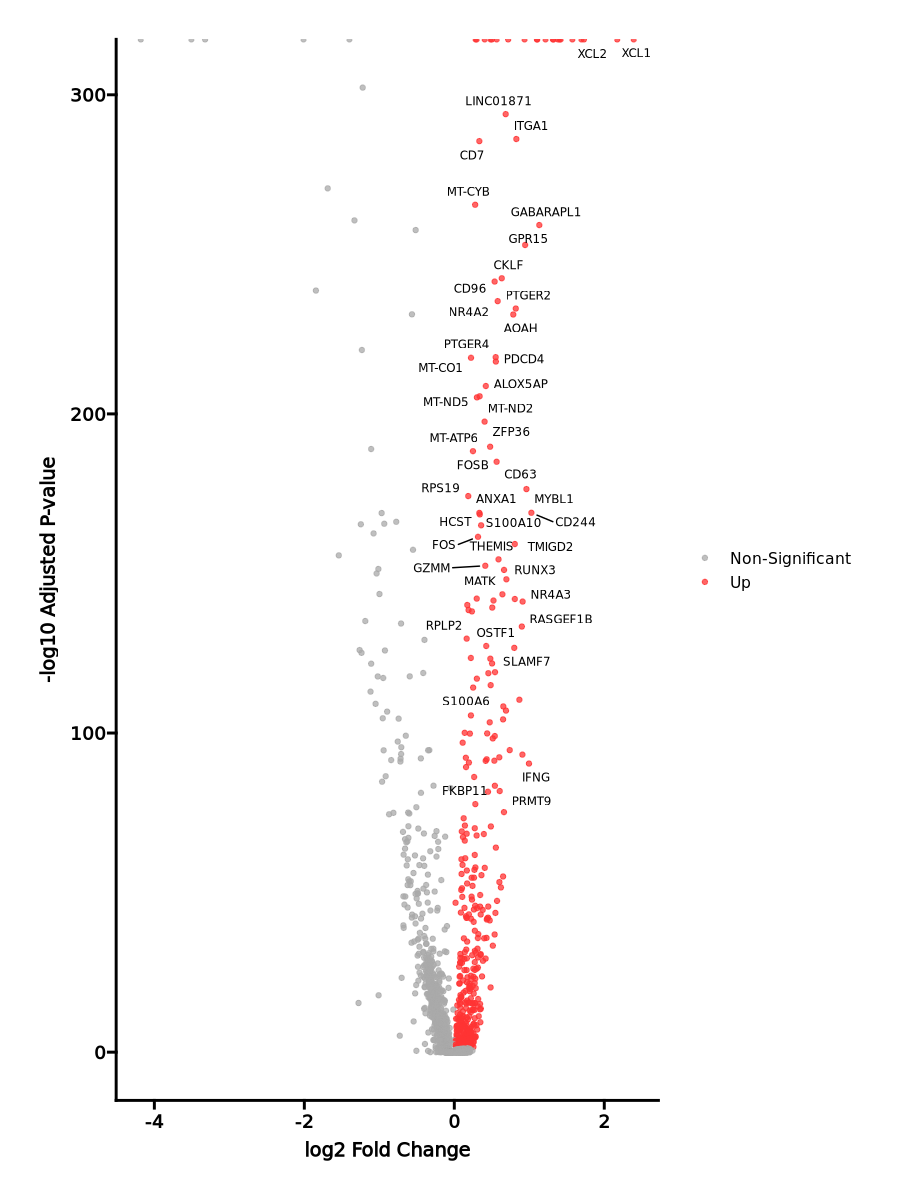 XCL2 XCL1
300
LINC01871
ITGA1
CD7
MT-CYB
GABARAPL1
GPR15
CKLF
CD96
PTGER2
NR4A2
AOAH
PTGER4
PDCD4
MT-CO1
ALOX5AP
MT-ND5
MT-ND2
200
ZFP36
MT-ATP6
FOSB
CD63
RPS19
ANXA1
MYBL1
HCST
S100A10
CD244
FOS
THEMIS
TMIGD2
GZMM
RUNX3
MATK
NR4A3
RPLP2
RASGEF1B
OSTF1
SLAMF7
S100A6
100
IFNG
FKBP11
PRMT9
0
-4 -2 0 2
log2 Fold Change
-log10 Adjusted P-value
Non-Significant
Up